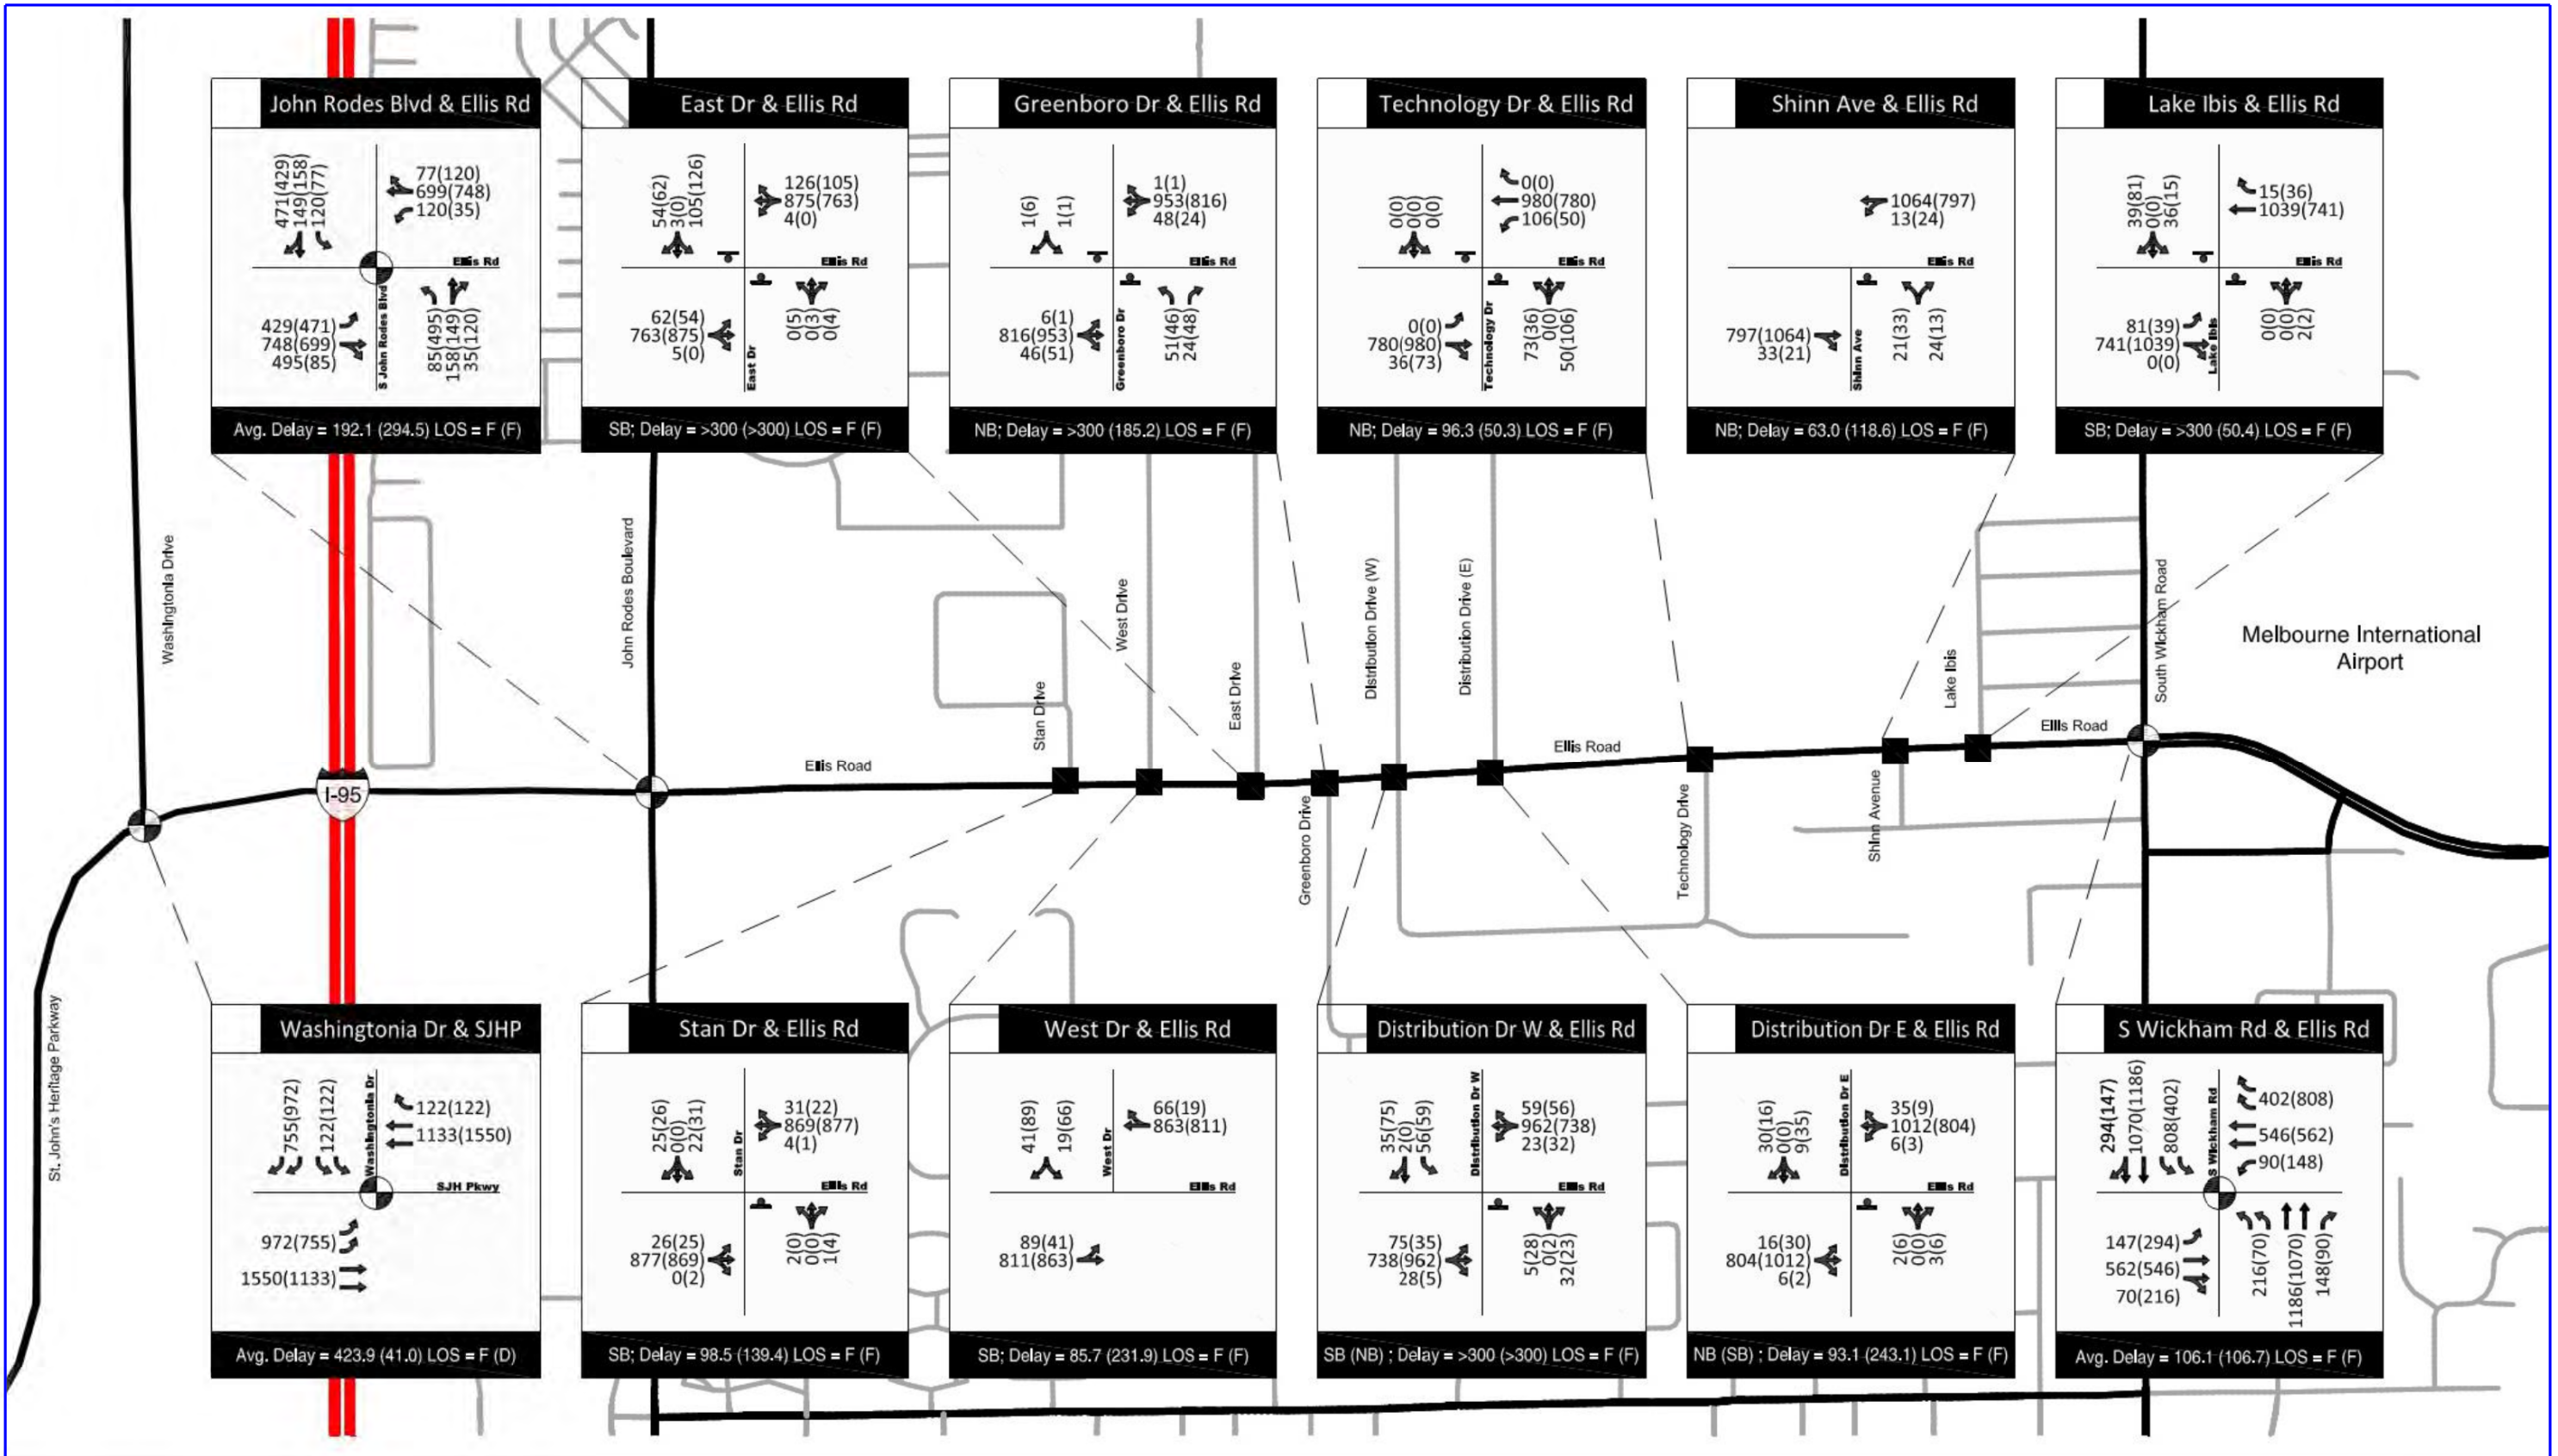 John Rodes Blvd & Ellis Rd
471(429)
149(158)
120(77)
77(120)
699(748)
120(35)
Ellis Rd
S John Rodes Blvd
429(471)
748(699)
495(85)
85(495)
158(149)
35(120)
Avg. Delay = 192.1 (294.5) LOS = F (F)
East Dr & Ellis Rd
54(62)
3(0)
105(126)
126(105)
875(763)
4(0)
Ellis Rd
East Dr
62(54)
763(875)
5(0)
0(5)
0(3)
0(4)
SB; Delay = >300 (>300) LOS = F (F)
Greenboro Dr & Ellis Rd
1(6)
1(1)
1(1)
953(816)
48(24)
Ellis Rd
Greenboro Dr
6(1)
816(953)
46(51)
51(46)
24(48)
NB; Delay = >300 (185.2) LOS = F (F)
Technology Dr & Ellis Rd
0(0)
0(0)
0(0)
0(0)
980(780)
106(50)
Ellis Rd
Technology Dr
0(0)
780(980)
36(73)
73(36)
0(0)
50(106)
NB; Delay = 96.3 (50.3) LOS = F (F)
Shinn Ave & Ellis Rd
1064(797)
13(24)
Ellis Rd
Shinn Ave
797(1064)
33(21)
21(33)
24(13)
NB; Delay = 63.0 (118.6) LOS = F (F)
Lake Ibis & Ellis Rd
39(81)
0(0)
36(15)
15(36)
1039(741)
Ellis Rd
Lake Ibis
81(39)
741(1039)
0(0)
0(0)
0(0)
2(2)
SB; Delay = >300 (50.4) LOS = F (F)
Washingtonia Drive
I-95
John Rodes Boulevard
Ellis Road
Stan Drive
West Drive
East Drive
Greenboro Drive
Distribution Drive (W)
Distribution Drive (E)
Ellis Road
Technology Drive
Shinn Avenue
Lake Ibis
Ellis Road
South Wickham Road
Melbourne International
Airport
St. John's Heritage Parkway
Washingtonia Dr & SJHP
755(972)
122(122)
Washingtonia Dr
122(122)
1133(1550)
SJH Pkwy
972(755)
1550(1133)
Avg. Delay = 423.9 (41.0) LOS = F (D)
Stan Dr & Ellis Rd
25(26)
0(0)
22(31)
Stan Dr
31(22)
869(877)
4(1)
Ellis Rd
26(25)
877(869)
0(2)
2(0)
0(0)
1(4)
SB; Delay = 98.5 (139.4) LOS = F (F)
West Dr & Ellis Rd
41(89)
19(66)
West Dr
66(19)
863(811)
Ellis Rd
89(41)
811(863)
SB; Delay = 85.7 (231.9) LOS = F (F)
Distribution Dr W & Ellis Rd
35(75)
2(0)
56(59)
Distribution Dr W
59(56)
962(738)
23(32)
Ellis Rd
75(35)
738(962)
28(5)
5(28)
0(2)
32(23)
SB (NB) ; Delay = >300 (>300) LOS = F (F)
Distribution Dr E & Ellis Rd
30(16)
0(0)
9(35)
Distribution Dr E
35(9)
1012(804)
6(3)
Ellis Rd
16(30)
804(1012)
6(2)
2(6)
0(0)
3(6)
NB (SB) ; Delay = 93.1 (243.1) LOS = F (F)
S Wickham Rd & Ellis Rd
294(147)
1070(1186)
808(402)
S Wickham Rd
402(808)
546(562)
90(148)
147(294)
562(546)
70(216)
216(70)
1186(1070)
148(90)
Avg. Delay = 106.1 (106.7) LOS = F (F)